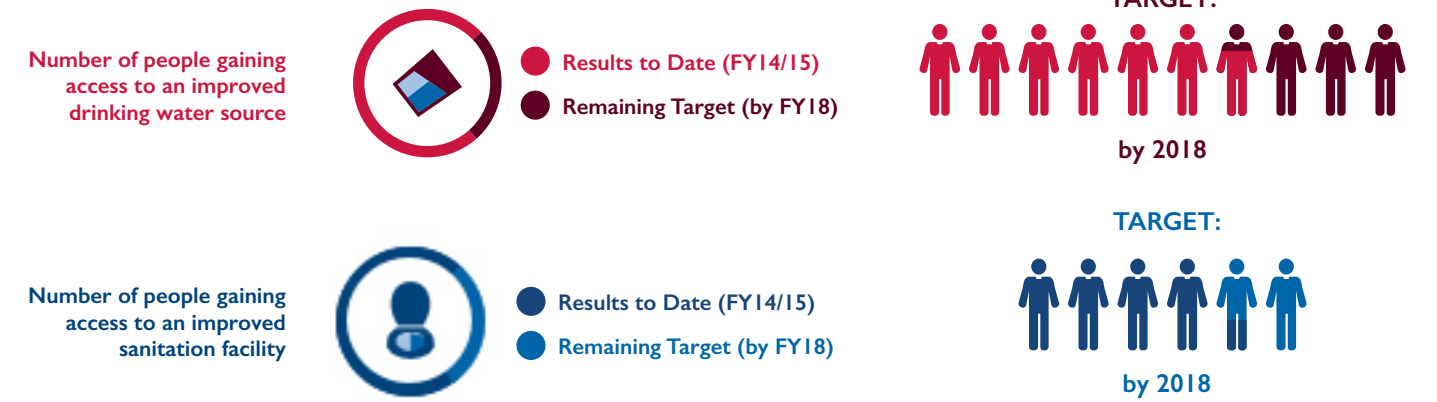 TARGET:
Number of people gaining
access to an improved
drinking water source
Results to Date (FY14/15)
Remaining Target (by FY18)
by 2018
TARGET:
Number of people gaining
access to an improved
sanitation facility
Results to Date (FY14/15)
Remaining Target (by FY18)
by 2018